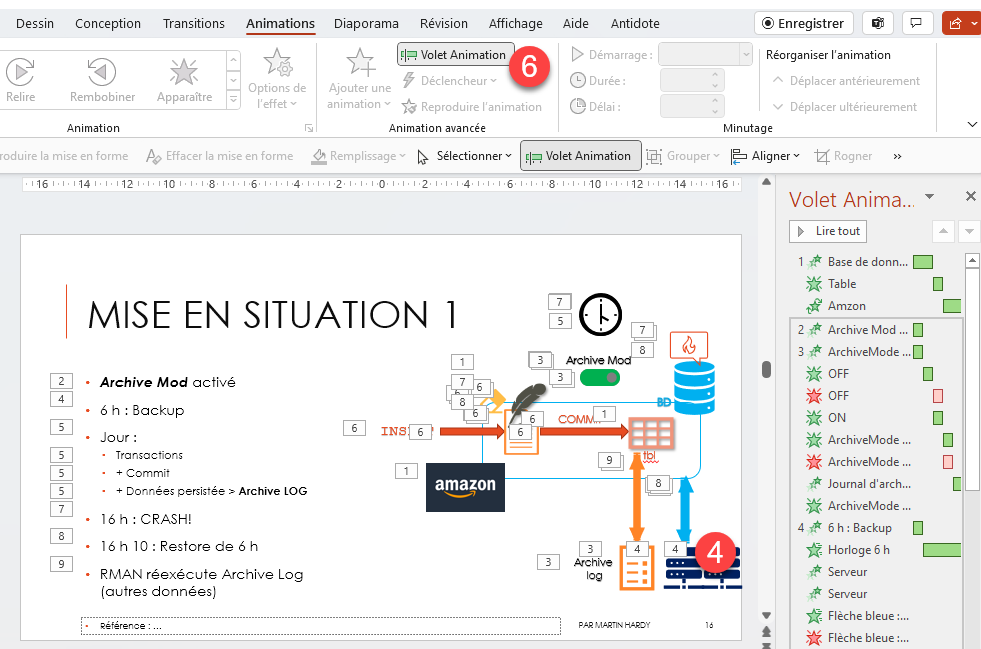 Dessin Conception Transitions Animations Diaporama Révision Affichage Aide Antidote Enregistrer
Relire Rembobiner Apparaître Options de l'effet
Ajouter une animation
Volet Animation
6
Déclencheur
Reproduire l'animation
Démarrage :
Durée :
Délai :
Réorganiser l'animation
Déplacer antérieurement
Déplacer ultérieurement
Animation Animation avancée Minutage
roduire la mise en forme Effacer la mise en forme Remplissage Sélectionner Volet Animation Grouper Aligner Rogner »
16 14 12 10 8 6 4 2 0 2 4 6 8 10 12 14 16
MISE EN SITUATION 1
2 • Archive Mod activé
4 • 6 h : Backup
5 • Jour :
5 • Transactions
5 • + Commit
5 • + Données persistée > Archive LOG
7 • 16 h : CRASH!
8 • 16 h 10 : Restore de 6 h
9 • RMAN réexécute Archive Log
(autres données)
Référence : ...
PAR MARTIN HARDY
16
7
5
7
8
3 Archive Mod
3
1
7 6
8
6
BD
6 INS 6 6 6 COMM 1
tbl
9
8
1
amazon
3 4 4 4
3 Archive
log
Volet Anima...
Lire tout
1 Base de donn...
Table
Amzon
2 Archive Mod ...
3 ArchiveMode ...
OFF
OFF
ON
ArchiveMode ...
ArchiveMode ...
Journal d'arch...
ArchiveMode ...
4 6 h : Backup
Horloge 6 h
Serveur
Serveur
Flèche bleue :...
Flèche bleue :...